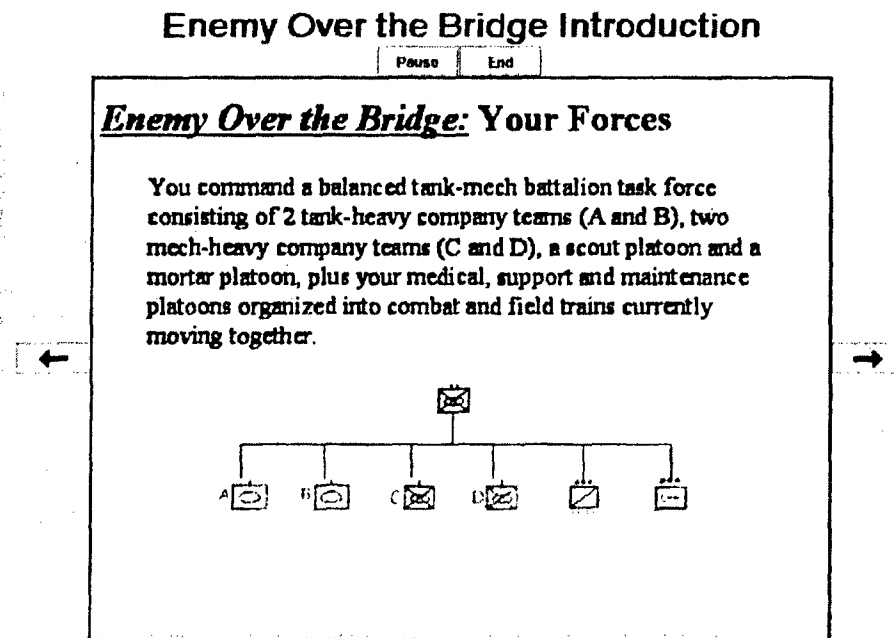 Enemy Over the Bridge Introduction
Pause End
Enemy Over the Bridge: Your Forces
You command a balanced tank-mech battalion task force
consisting of 2 tank-heavy company teams (A and B), two
mech-heavy company teams (C and D), a scout platoon and a
mortar platoon, plus your medical, support and maintenance
platoons organized into combat and field trains currently
moving together.
A B C D